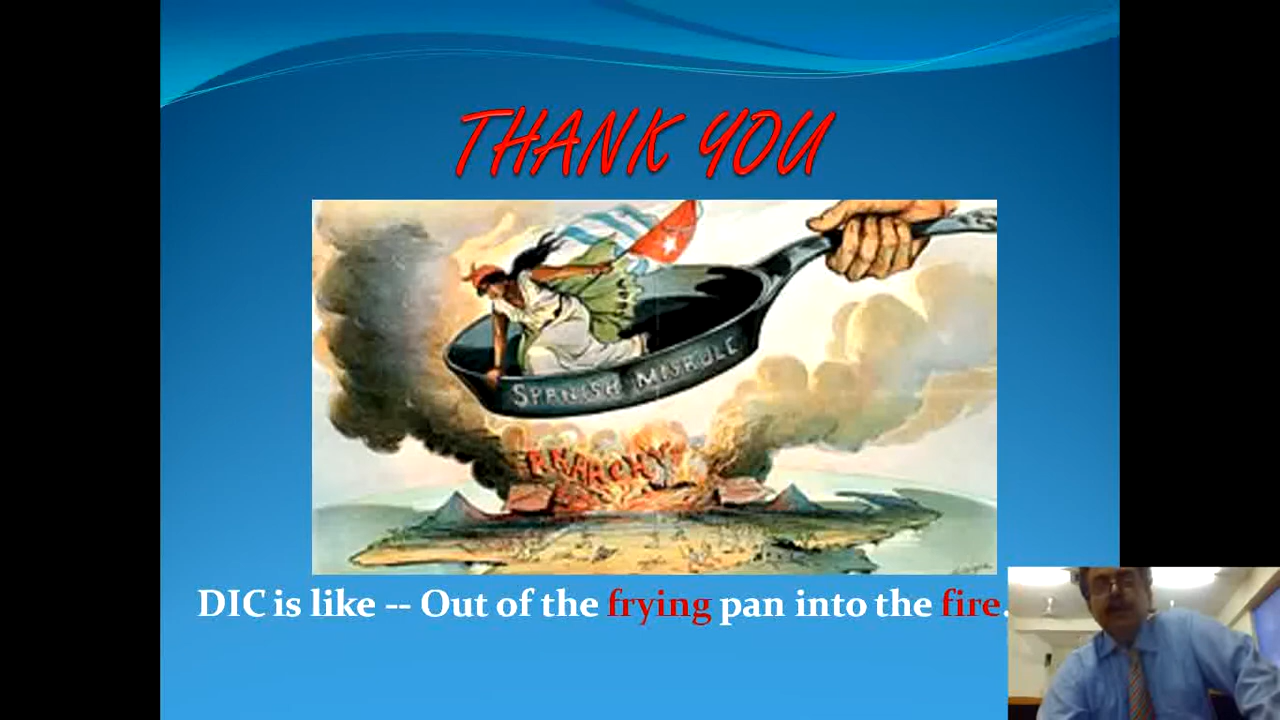 THANK YOU
SPANISH MISRULE
ANARCHY
DIC is like -- Out of the frying pan into the fire.